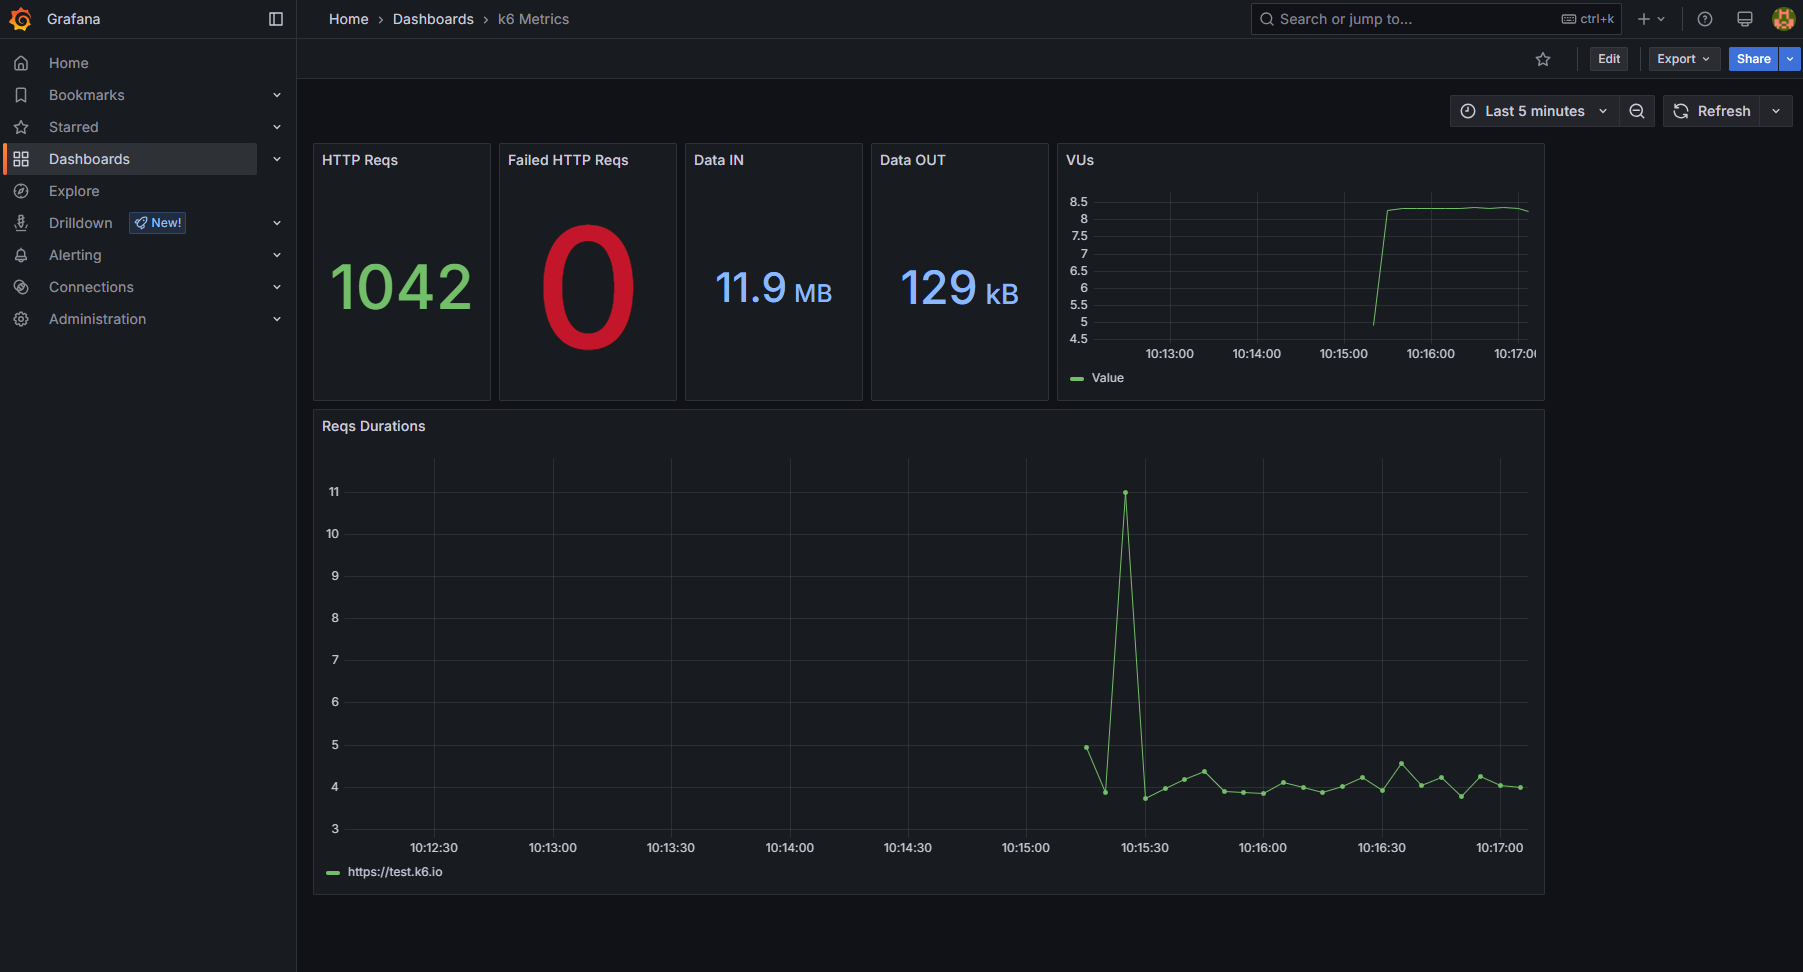 Grafana
Home › Dashboards › k6 Metrics
Search or jump to...
ctrl+k
Home
Bookmarks
Starred
Dashboards
Explore
Drilldown
New!
Alerting
Connections
Administration
Edit
Export
Share
Last 5 minutes
Refresh
HTTP Reqs
1042
Failed HTTP Reqs
0
Data IN
11.9 MB
Data OUT
129 kB
VUs
8.5
8
7.5
7
6.5
6
5.5
5
4.5
10:13:00 10:14:00 10:15:00 10:16:00 10:17:00
Value
Reqs Durations
11
10
9
8
7
6
5
4
3
10:12:30 10:13:00 10:13:30 10:14:00 10:14:30 10:15:00 10:15:30 10:16:00 10:16:30 10:17:00
https://test.k6.io